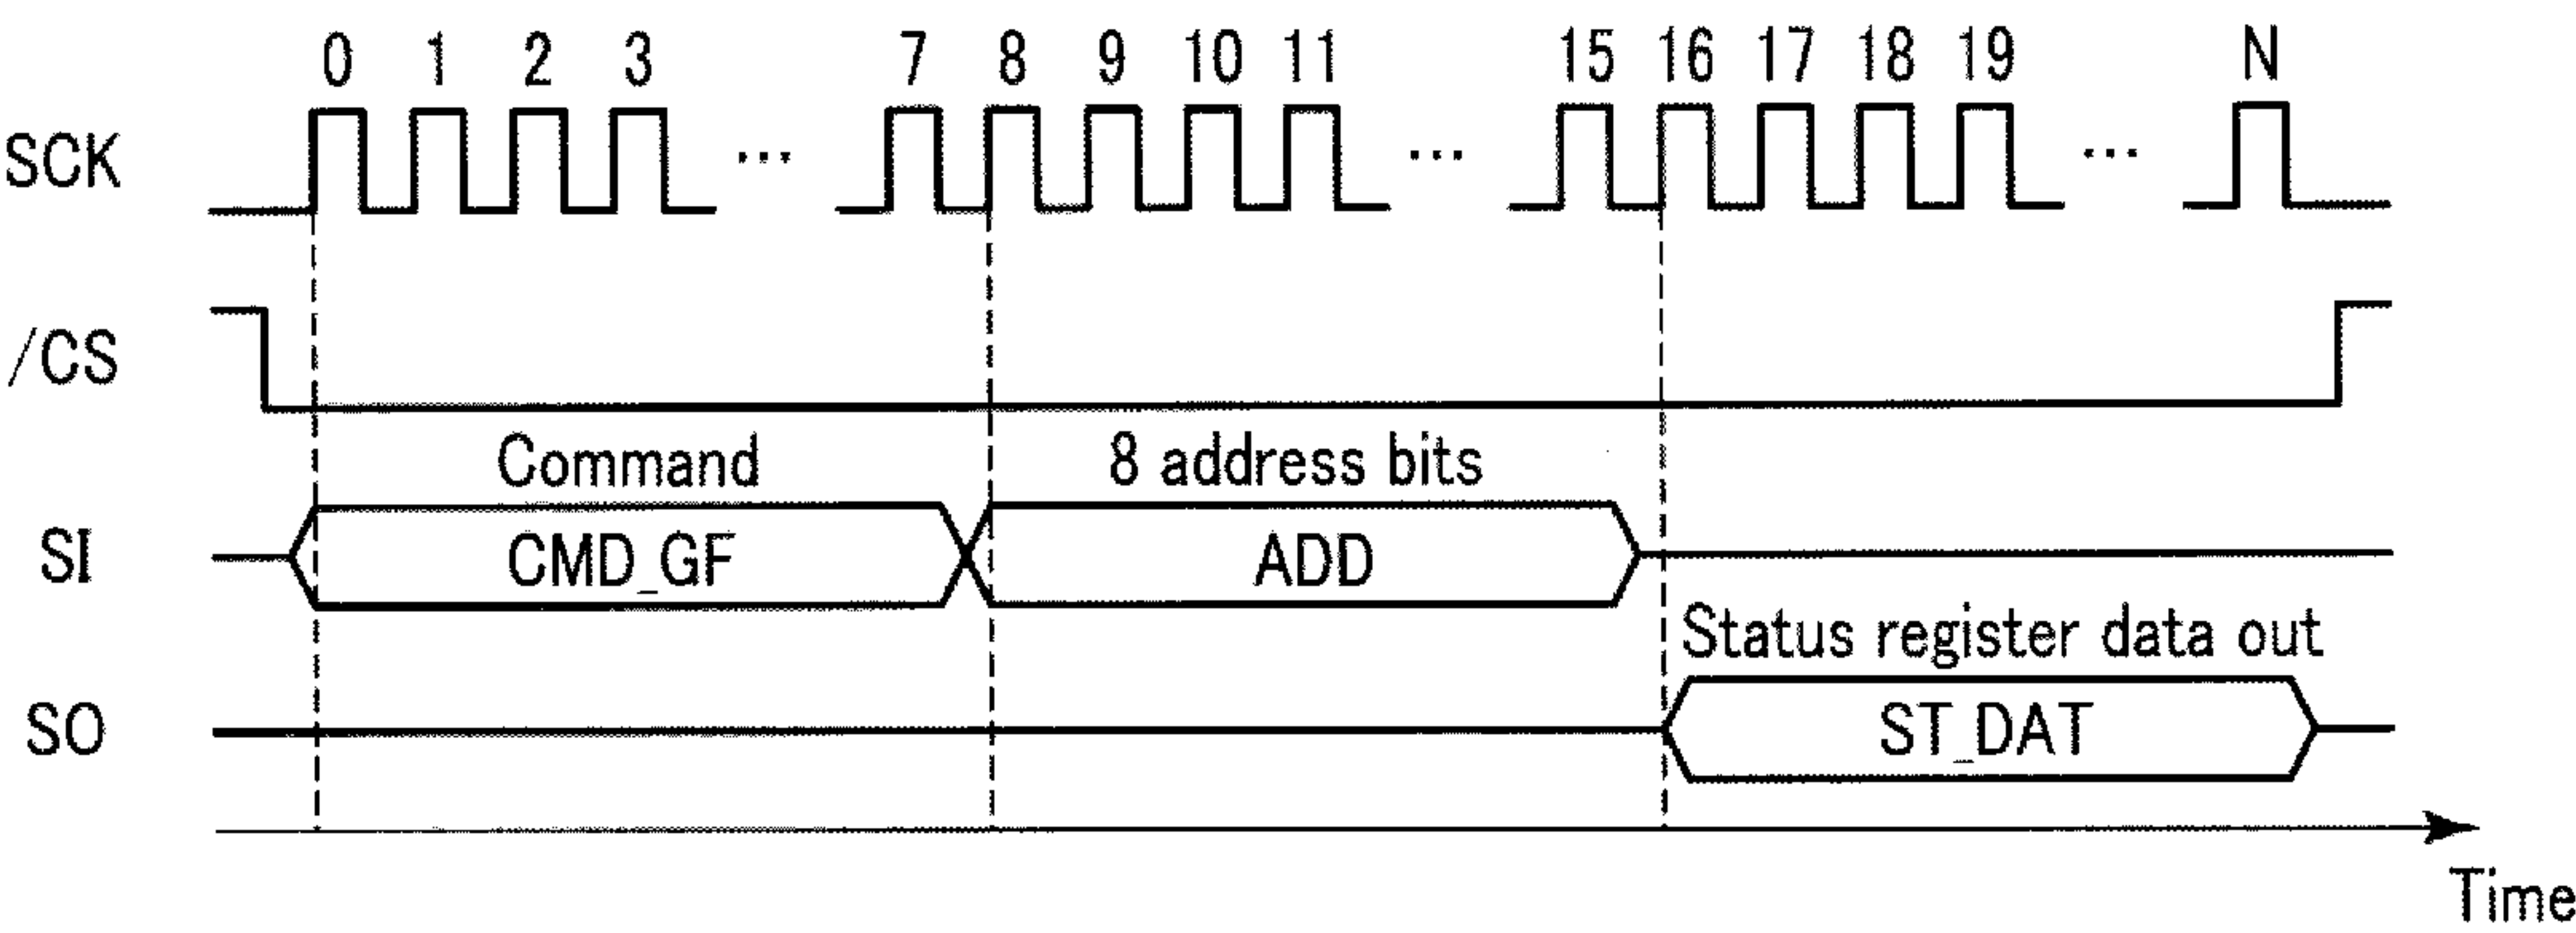 0 1 2 3 7 8 9 10 11 15 16 17 18 19 N
SCK ... ... ...
/CS
Command 8 address bits
SI CMD_GF ADD
Status register data out
SO ST_DAT
Time